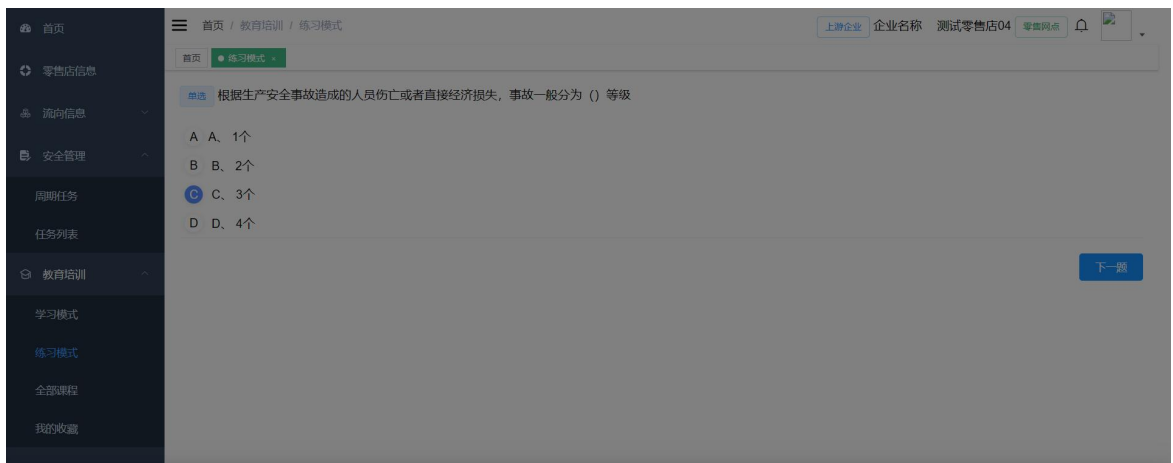 首页
零售店信息
流向信息
安全管理
周期任务
任务列表
教育培训
学习模式
练习模式
全部课程
我的收藏
首页 / 教育培训 / 练习模式
上游企业 企业名称 测试零售店04 零售网点
首页 练习模式 ×
单选 根据生产安全事故造成的人员伤亡或者直接经济损失，事故一般分为（）等级
A A、1个
B B、2个
C C、3个
D D、4个
下一题